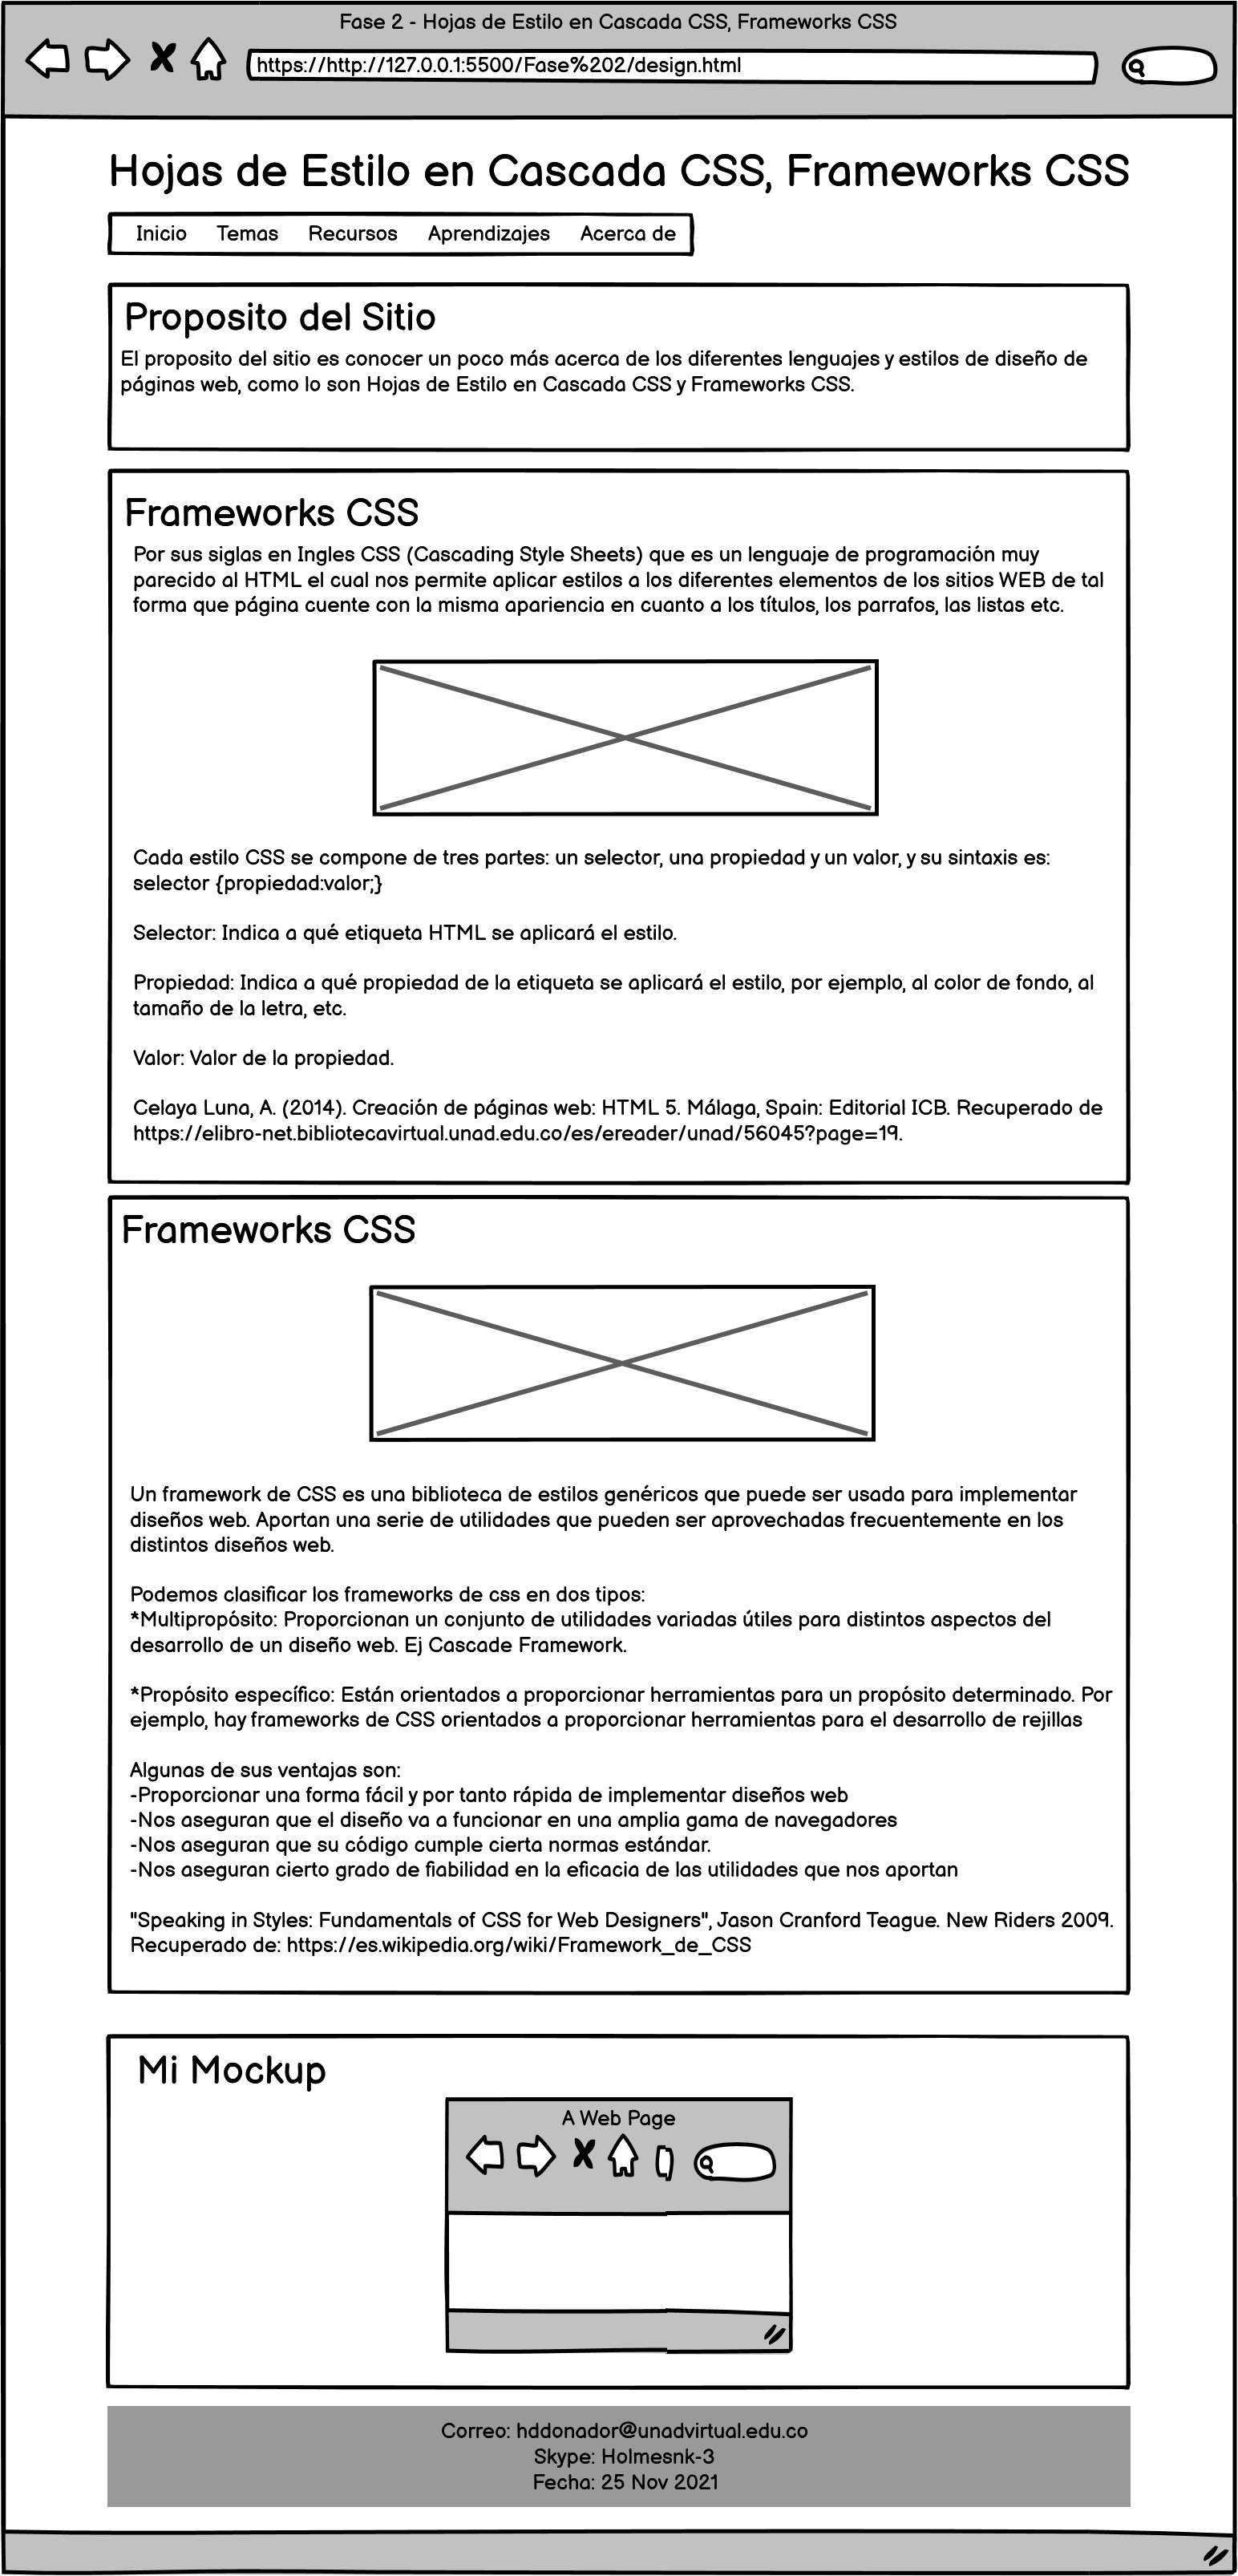 Fase 2 - Hojas de Estilo en Cascada CSS, Frameworks CSS
https://http://127.0.0.1:5500/Fase%202/design.html
Hojas de Estilo en Cascada CSS, Frameworks CSS
Inicio Temas Recursos Aprendizajes Acerca de
Proposito del Sitio
El proposito del sitio es conocer un poco más acerca de los diferentes lenguajes y estilos de diseño de
páginas web, como lo son Hojas de Estilo en Cascada CSS y Frameworks CSS.
Frameworks CSS
Por sus siglas en Ingles CSS (Cascading Style Sheets) que es un lenguaje de programación muy
parecido al HTML el cual nos permite aplicar estilos a los diferentes elementos de los sitios WEB de tal
forma que página cuente con la misma apariencia en cuanto a los títulos, los parrafos, las listas etc.
Cada estilo CSS se compone de tres partes: un selector, una propiedad y un valor, y su sintaxis es:
selector {propiedad:valor;}
Selector: Indica a qué etiqueta HTML se aplicará el estilo.
Propiedad: Indica a qué propiedad de la etiqueta se aplicará el estilo, por ejemplo, al color de fondo, al
tamaño de la letra, etc.
Valor: Valor de la propiedad.
Celaya Luna, A. (2014). Creación de páginas web: HTML 5. Málaga, Spain: Editorial ICB. Recuperado de
https://elibro-net.bibliotecavirtual.unad.edu.co/es/ereader/unad/56045?page=19.
Frameworks CSS
Un framework de CSS es una biblioteca de estilos genéricos que puede ser usada para implementar
diseños web. Aportan una serie de utilidades que pueden ser aprovechadas frecuentemente en los
distintos diseños web.
Podemos clasificar los frameworks de css en dos tipos:
*Multipropósito: Proporcionan un conjunto de utilidades variadas útiles para distintos aspectos del
desarrollo de un diseño web. Ej Cascade Framework.
*Propósito específico: Están orientados a proporcionar herramientas para un propósito determinado. Por
ejemplo, hay frameworks de CSS orientados a proporcionar herramientas para el desarrollo de rejillas
Algunas de sus ventajas son:
-Proporcionar una forma fácil y por tanto rápida de implementar diseños web
-Nos aseguran que el diseño va a funcionar en una amplia gama de navegadores
-Nos aseguran que su código cumple cierta normas estándar.
-Nos aseguran cierto grado de fiabilidad en la eficacia de las utilidades que nos aportan
"Speaking in Styles: Fundamentals of CSS for Web Designers", Jason Cranford Teague. New Riders 2009.
Recuperado de: https://es.wikipedia.org/wiki/Framework_de_CSS
Mi Mockup
A Web Page
Correo: hddonador@unadvirtual.edu.co
Skype: Holmesnk-3
Fecha: 25 Nov 2021